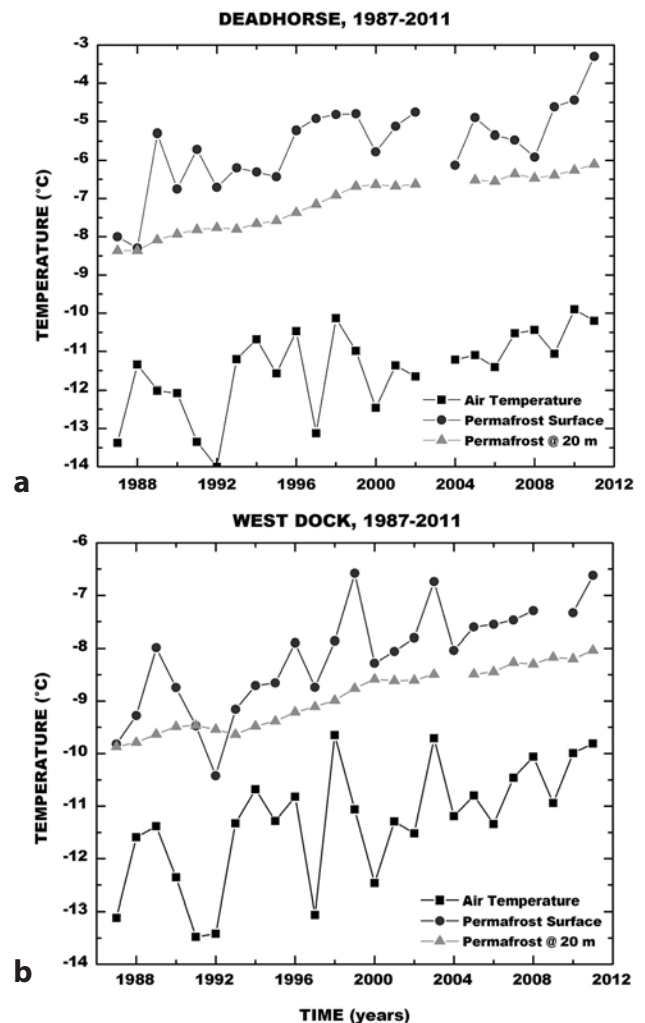 DEADHORSE, 1987-2011
-3
-4
-5
-6
-7
-8
-9
-10
-11
-12
-13
-14
TEMPERATURE (°C)
Air Temperature
Permafrost Surface
Permafrost @ 20 m
1988 1992 1996 2000 2004 2008 2012
a
WEST DOCK, 1987-2011
-6
-7
-8
-9
-10
-11
-12
-13
-14
TEMPERATURE (°C)
Air Temperature
Permafrost Surface
Permafrost @ 20 m
1988 1992 1996 2000 2004 2008 2012
b
TIME (years)